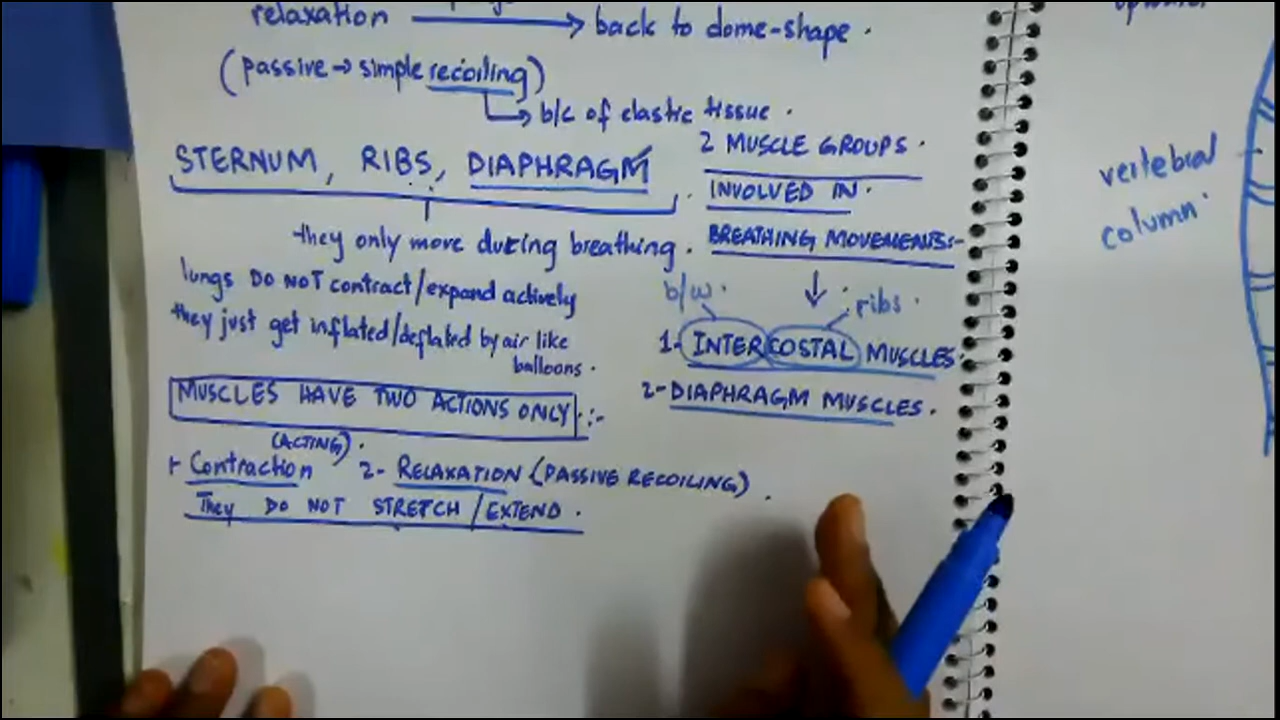 relaxation → back to dome-shape.
(passive → simple recoiling)
↳ b/c of elastic tissue.
STERNUM, RIBS, DIAPHRAGM
they only move during breathing.
lungs DO NOT contract/expand actively
they just get inflated/deflated by air like
balloons.
MUSCLES HAVE TWO ACTIONS ONLY :-
(ACTING).
1- Contraction 2- RELAXATION (PASSIVE RECOILING).
They DO NOT STRETCH/EXTEND.
2 MUSCLE GROUPS.
INVOLVED IN.
BREATHING MOVEMENTS:-
b/w. ribs.
1- INTERCOSTAL MUSCLES.
2- DIAPHRAGM MUSCLES.
vertebral
column.